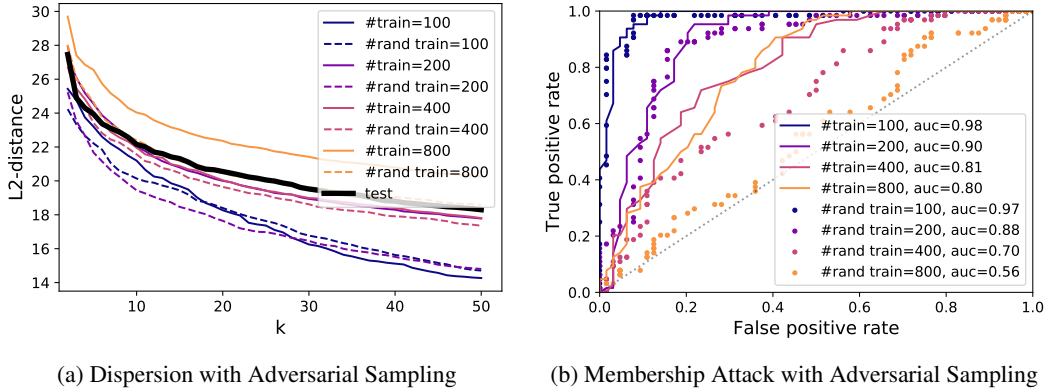 30
28
26
24
22
20
18
16
14
L2-distance
10
20
30
40
50
k
#train=100
#rand train=100
#train=200
#rand train=200
#train=400
#rand train=400
#train=800
#rand train=800
test
1.0
0.8
0.6
0.4
0.2
0.0
True positive rate
0.0
0.2
0.4
0.6
0.8
1.0
False positive rate
#train=100, auc=0.98
#train=200, auc=0.90
#train=400, auc=0.81
#train=800, auc=0.80
#rand train=100, auc=0.97
#rand train=200, auc=0.88
#rand train=400, auc=0.70
#rand train=800, auc=0.56
(a) Dispersion with Adversarial Sampling
(b) Membership Attack with Adversarial Sampling